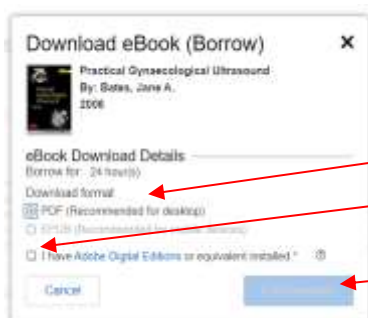 Download eBook (Borrow)
Practical Gynaecological Ultrasound
By: Bates, Jane A.
2006
eBook Download Details
Borrow for: 24 hour(s)
Download format
PDF (Recommended for desktop)
EPUB (Recommended for mobile devices)
I have Adobe Digital Editions or equivalent installed *
Cancel